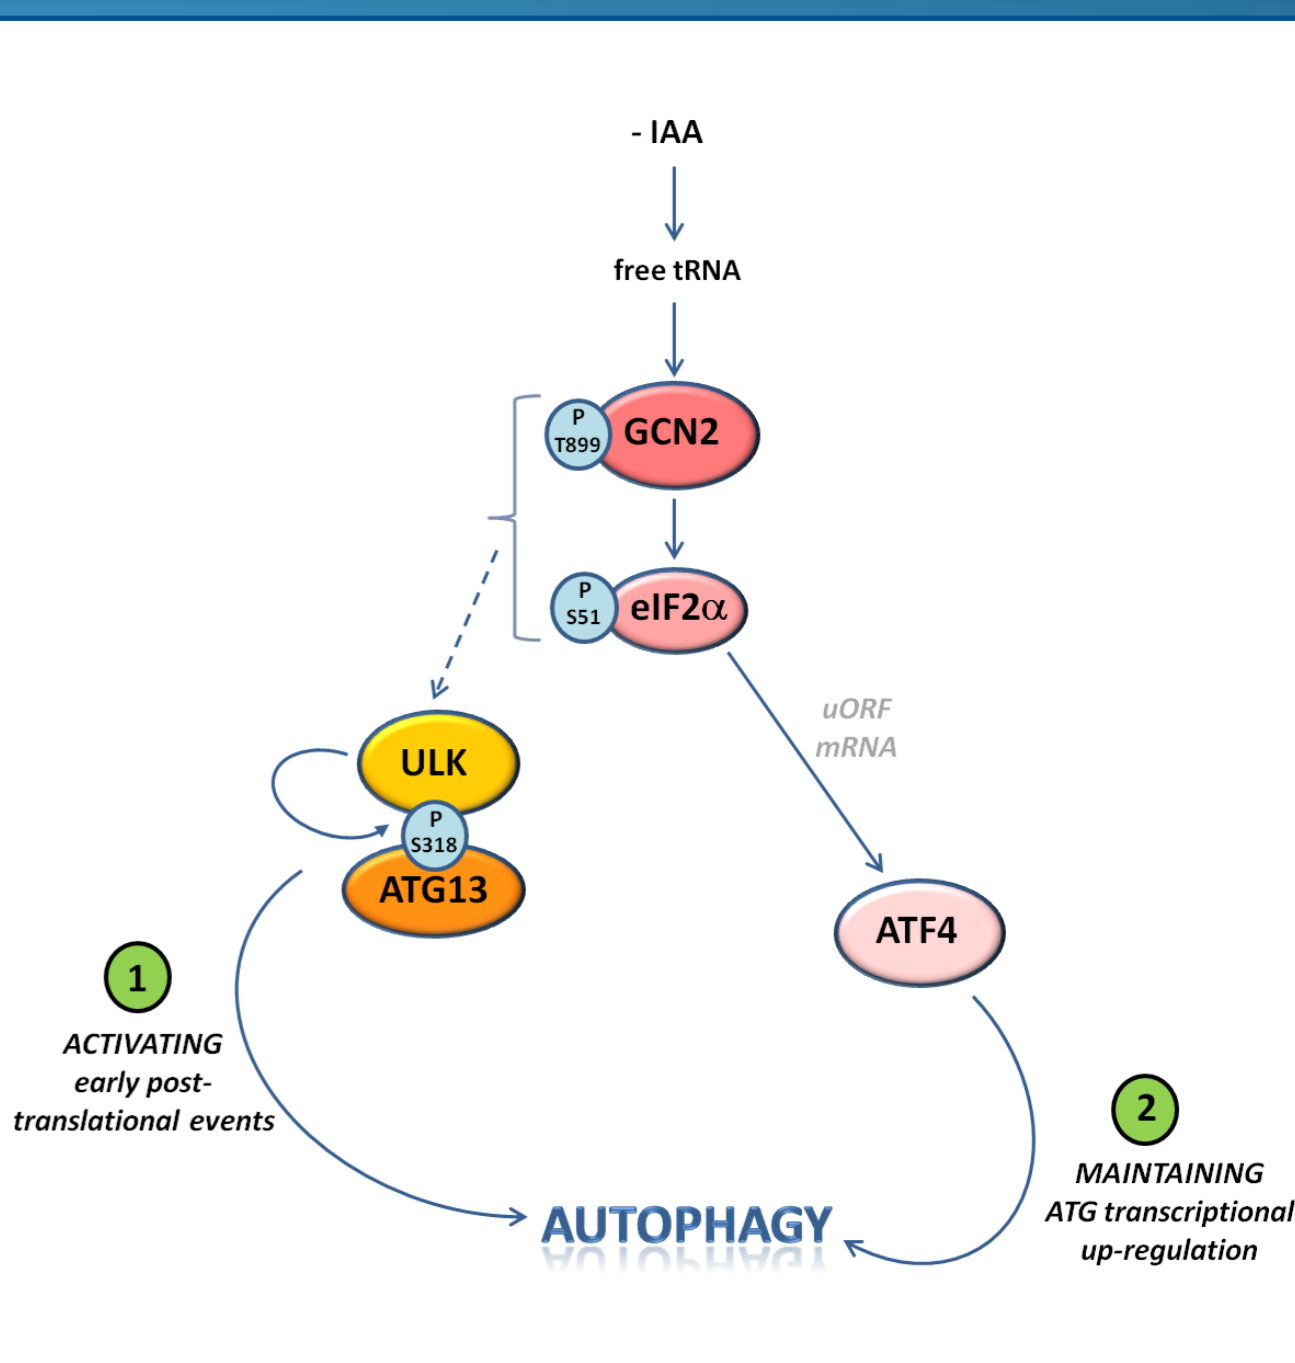 - IAA
free tRNA
P
T899
GCN2
P
S51
eIF2α
uORF
mRNA
ULK
P
S318
ATG13
ATF4
1
ACTIVATING
early post-
translational events
2
MAINTAINING
ATG transcriptional
up-regulation
AUTOPHAGY